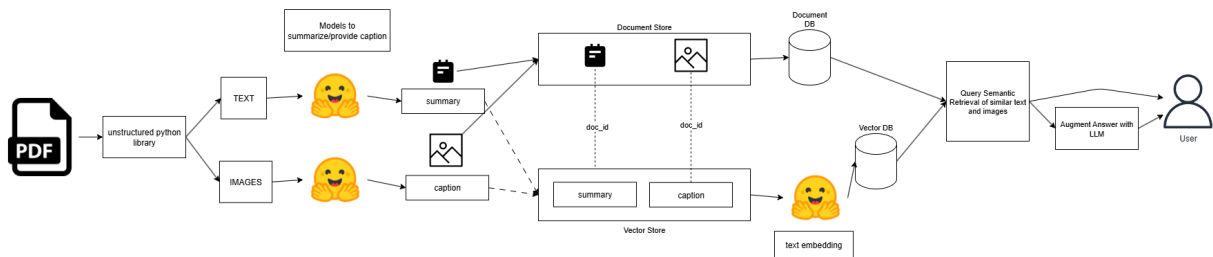 Models to
summarize/provide caption
Document Store
Document
DB
PDF
unstructured python
library
TEXT
IMAGES
summary
caption
doc_id
doc_id
summary
caption
Vector Store
text embedding
Vector DB
Query Semantic
Retrieval of similar text
and images
Augment Answer with
LLM
User